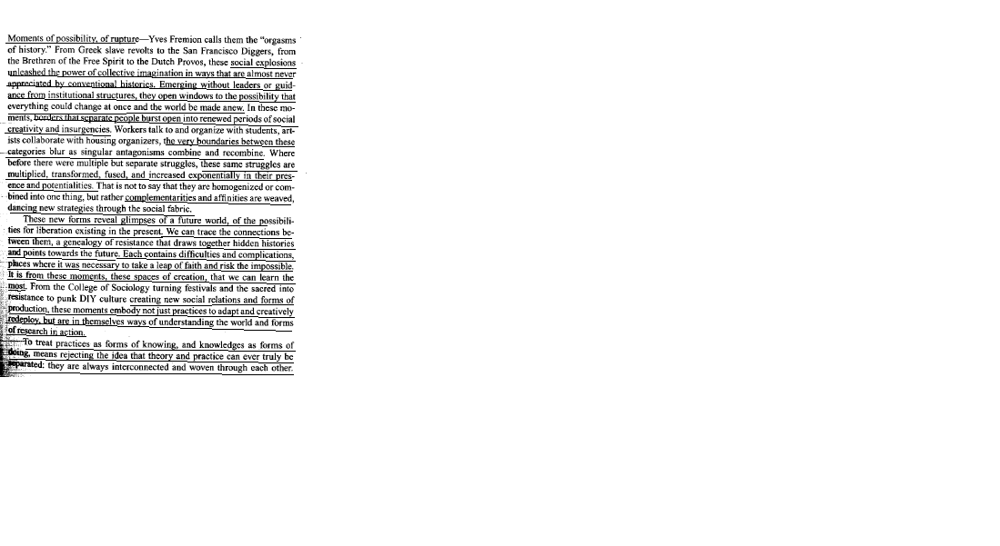 Moments of possibility, of rupture—Yves Fremion calls them the “orgasms
of history.” From Greek slave revolts to the San Francisco Diggers, from
the Brethren of the Free Spirit to the Dutch Provos, these social explosions
unleashed the power of collective imagination in ways that are almost never
appreciated by conventional histories. Emerging without leaders or guid-
ance from institutional structures, they open windows to the possibility that
everything could change at once and the world be made anew. In these mo-
ments, borders that separate people burst open into renewed periods of social
creativity and insurgencies. Workers talk to and organize with students, art-
ists collaborate with housing organizers, the very boundaries between these
categories blur as singular antagonisms combine and recombine. Where
before there were multiple but separate struggles, these same struggles are
multiplied, transformed, fused, and increased exponentially in their pres-
ence and potentialities. That is not to say that they are homogenized or com-
bined into one thing, but rather complementarities and affinities are weaved,
dancing new strategies through the social fabric.
These new forms reveal glimpses of a future world, of the possibili-
ties for liberation existing in the present. We can trace the connections be-
tween them, a genealogy of resistance that draws together hidden histories
and points towards the future. Each contains difficulties and complications,
places where it was necessary to take a leap of faith and risk the impossible.
It is from these moments, these spaces of creation, that we can learn the
most. From the College of Sociology turning festivals and the sacred into
resistance to punk DIY culture creating new social relations and forms of
production, these moments embody not just practices to adapt and creatively
redeploy, but are in themselves ways of understanding the world and forms
of research in action.
To treat practices as forms of knowing, and knowledges as forms of
doing, means rejecting the idea that theory and practice can ever truly be
separated: they are always interconnected and woven through each other.